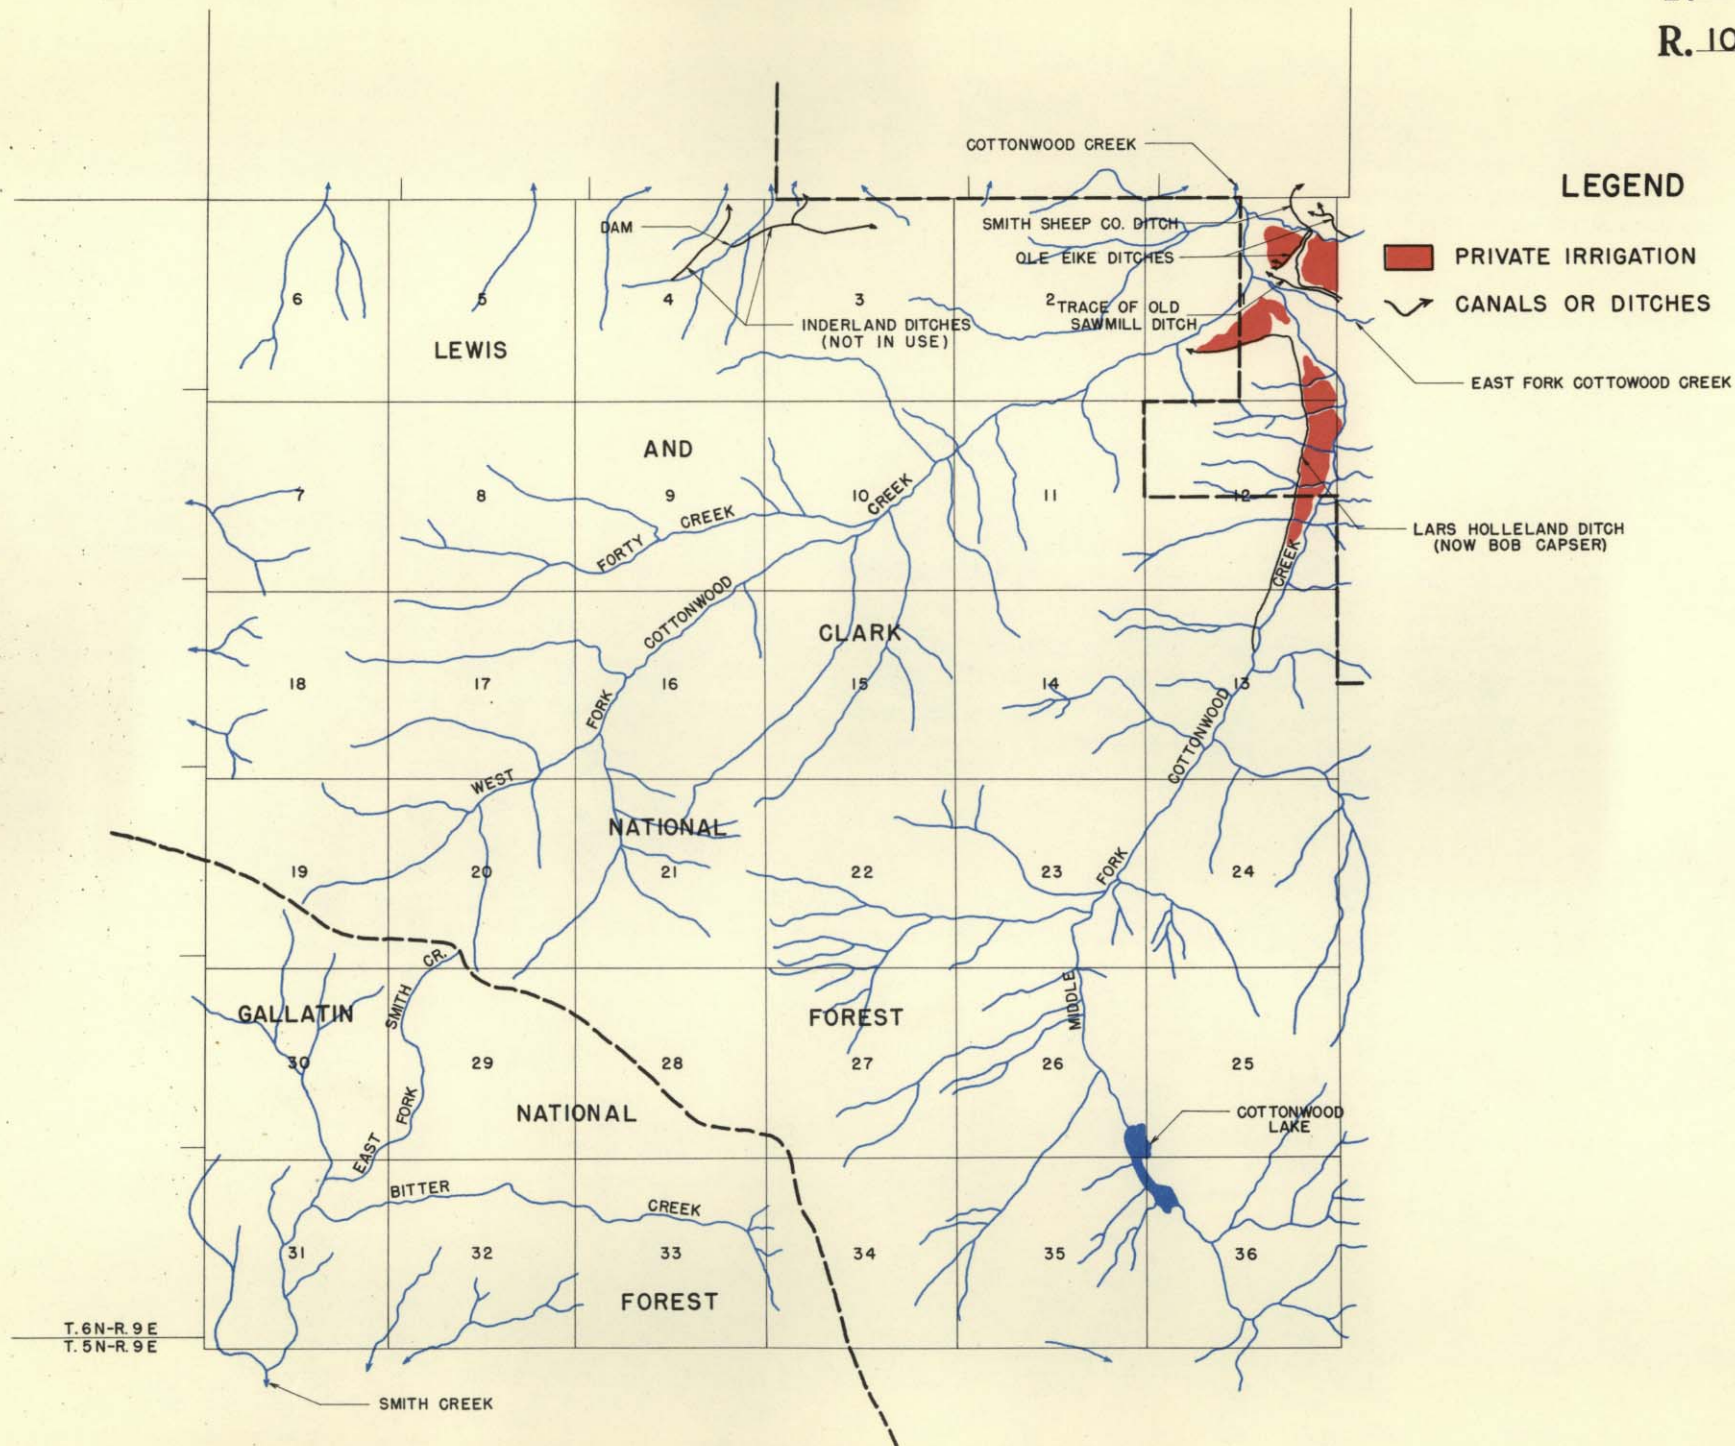 R. 10
LEGEND
PRIVATE IRRIGATION
CANALS OR DITCHES
COTTONWOOD CREEK
SMITH SHEEP CO. DITCH
OLE EIKE DITCHES
TRACE OF OLD
SAWMILL DITCH
EAST FORK COTTOWOOD CREEK
LARS HOLLELAND DITCH
(NOW BOB CAPSER)
DAM
INDERLAND DITCHES
(NOT IN USE)
6
5
4
3
2
LEWIS
AND
7
8
9
10
11
12
FORTY CREEK
WEST FORK COTTONWOOD CREEK
CLARK
18
17
16
15
14
13
NATIONAL
19
20
21
22
23
24
MIDDLE FORK COTTONWOOD CREEK
GALLATIN
FOREST
30
29
28
27
26
25
NATIONAL
EAST FORK SMITH CR.
COTTONWOOD
LAKE
BITTER CREEK
31
32
33
34
35
36
FOREST
T. 6N-R. 9E
T. 5N-R. 9E
SMITH CREEK